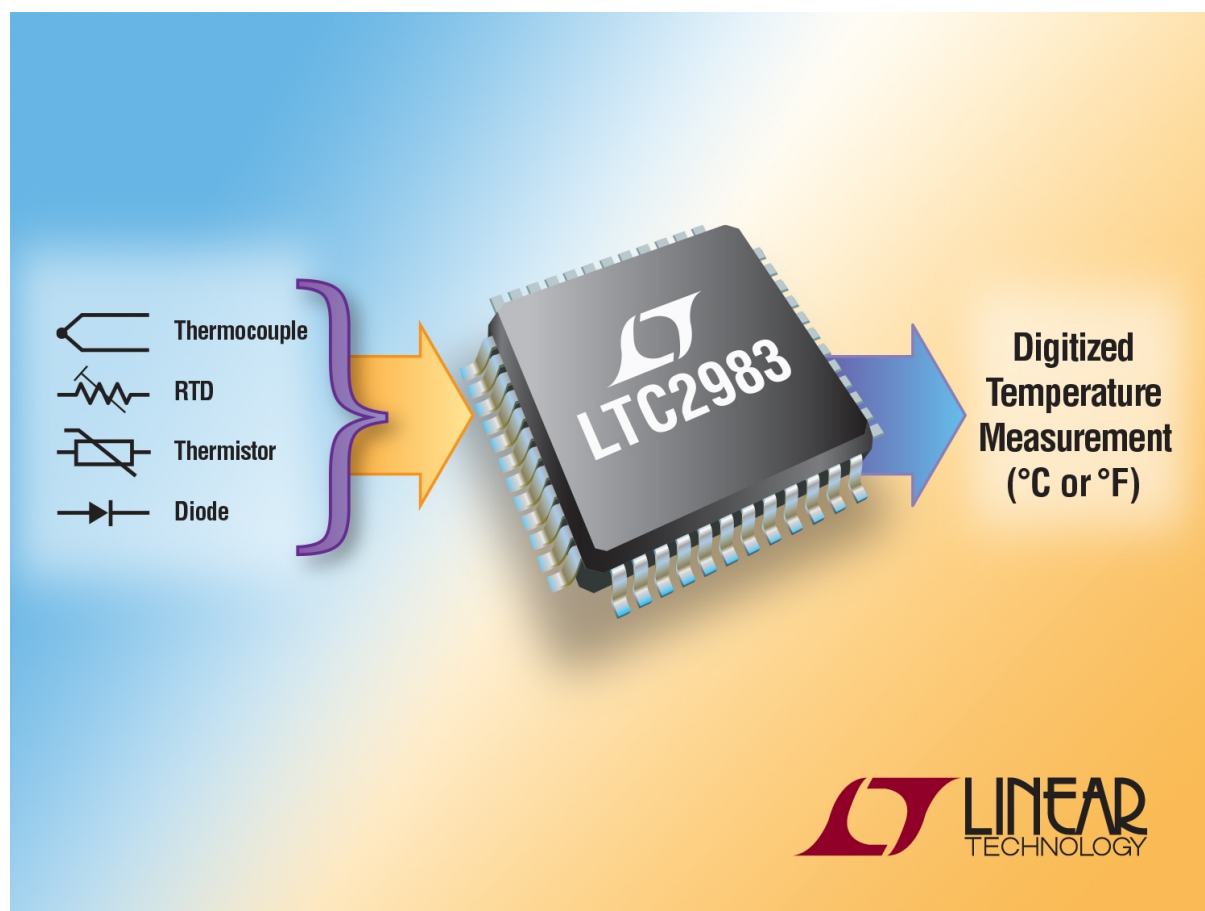 Thermocouple
RTD
Thermistor
Diode
LTC2983
Digitized
Temperature
Measurement
(°C or °F)
LINEAR
TECHNOLOGY